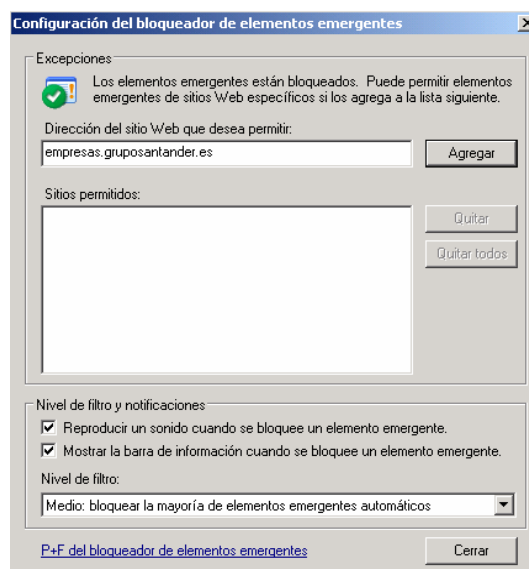 Configuración del bloqueador de elementos emergentes
Excepciones
Los elementos emergentes están bloqueados. Puede permitir elementos
emergentes de sitios Web específicos si los agrega a la lista siguiente.
Dirección del sitio Web que desea permitir:
empresas.gruposantander.es
Agregar
Sitios permitidos:
Quitar
Quitar todos
Nivel de filtro y notificaciones
Reproducir un sonido cuando se bloquee un elemento emergente.
Mostrar la barra de información cuando se bloquee un elemento emergente.
Nivel de filtro:
Medio: bloquear la mayoría de elementos emergentes automáticos
P+F del bloqueador de elementos emergentes
Cerrar